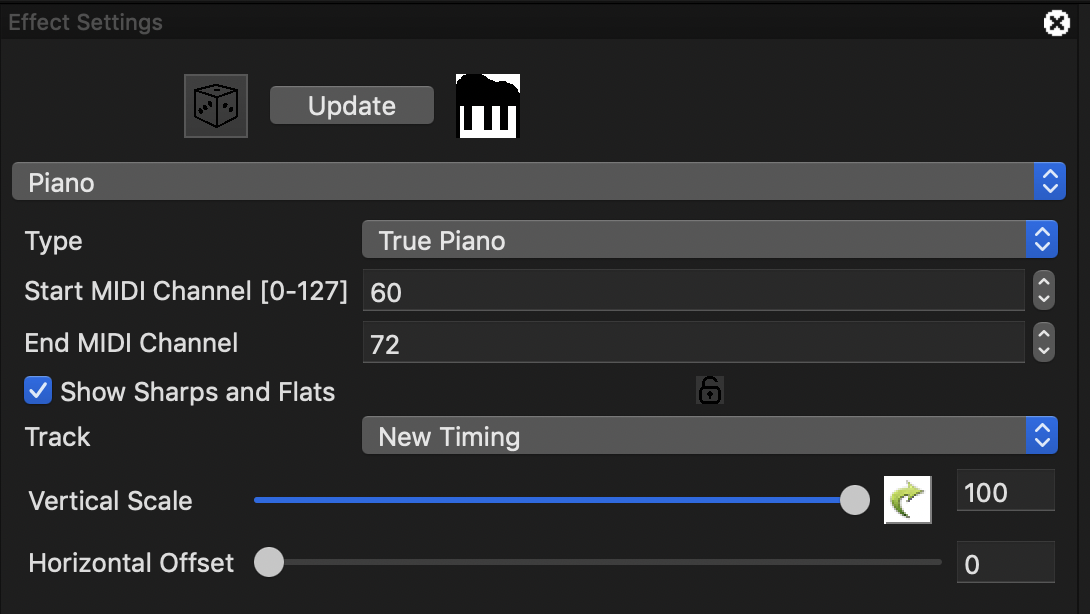 Effect Settings
Update
Piano
Type True Piano
Start MIDI Channel [0-127] 60
End MIDI Channel 72
Show Sharps and Flats
Track New Timing
Vertical Scale 100
Horizontal Offset 0